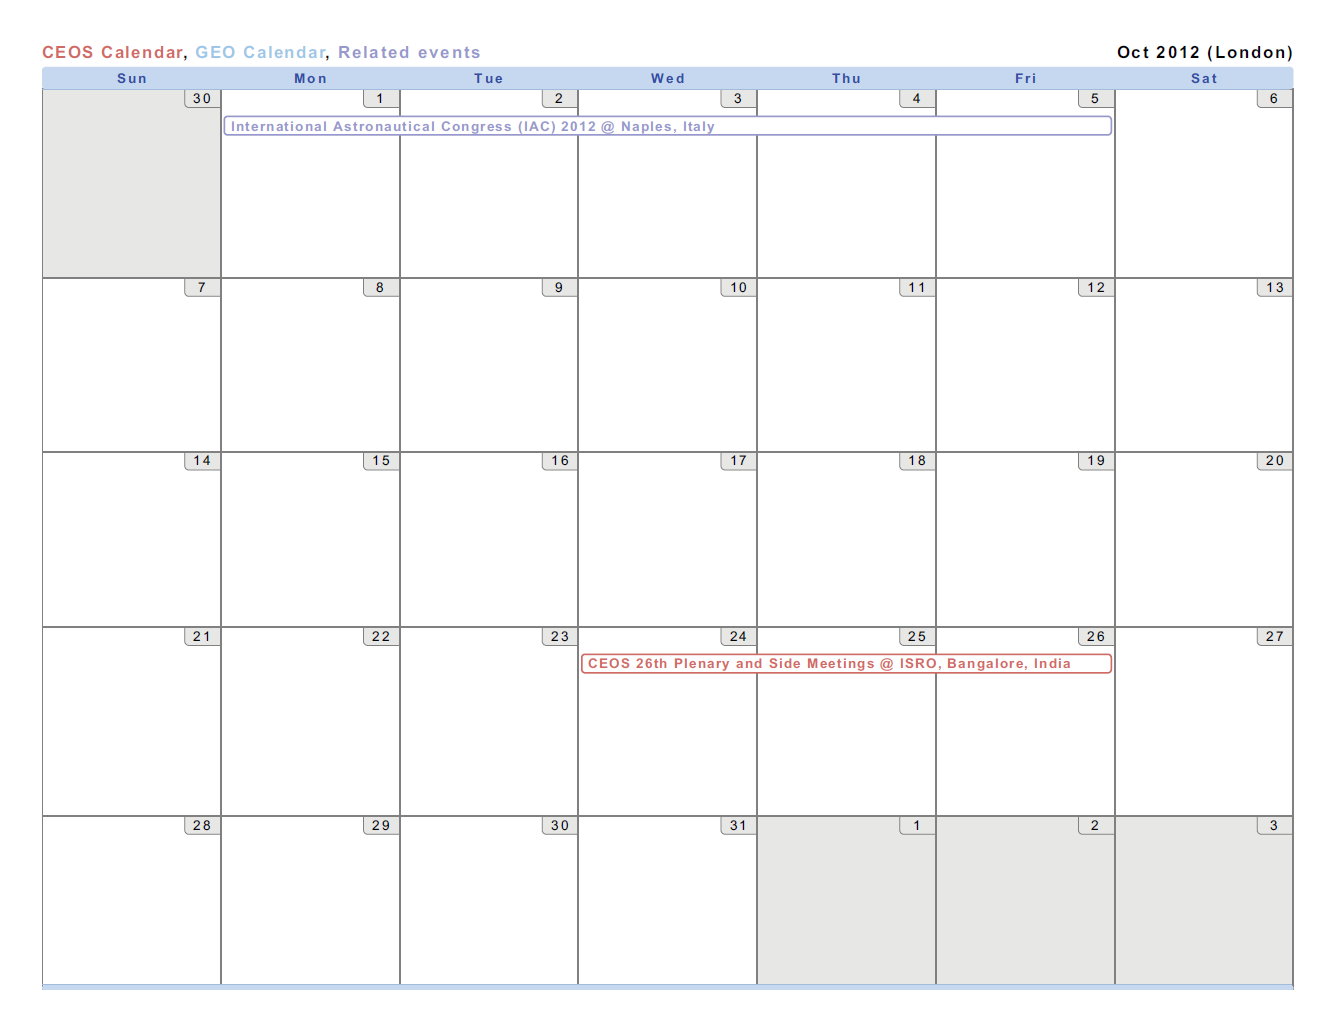 CEOS Calendar, GEO Calendar, Related events Oct 2012 (London)
Sun Mon Tue Wed Thu Fri Sat
30 1 2 3 4 5 6
International Astronautical Congress (IAC) 2012 @ Naples, Italy
7 8 9 10 11 12 13
14 15 16 17 18 19 20
21 22 23 24 25 26 27
CEOS 26th Plenary and Side Meetings @ ISRO, Bangalore, India
28 29 30 31 1 2 3